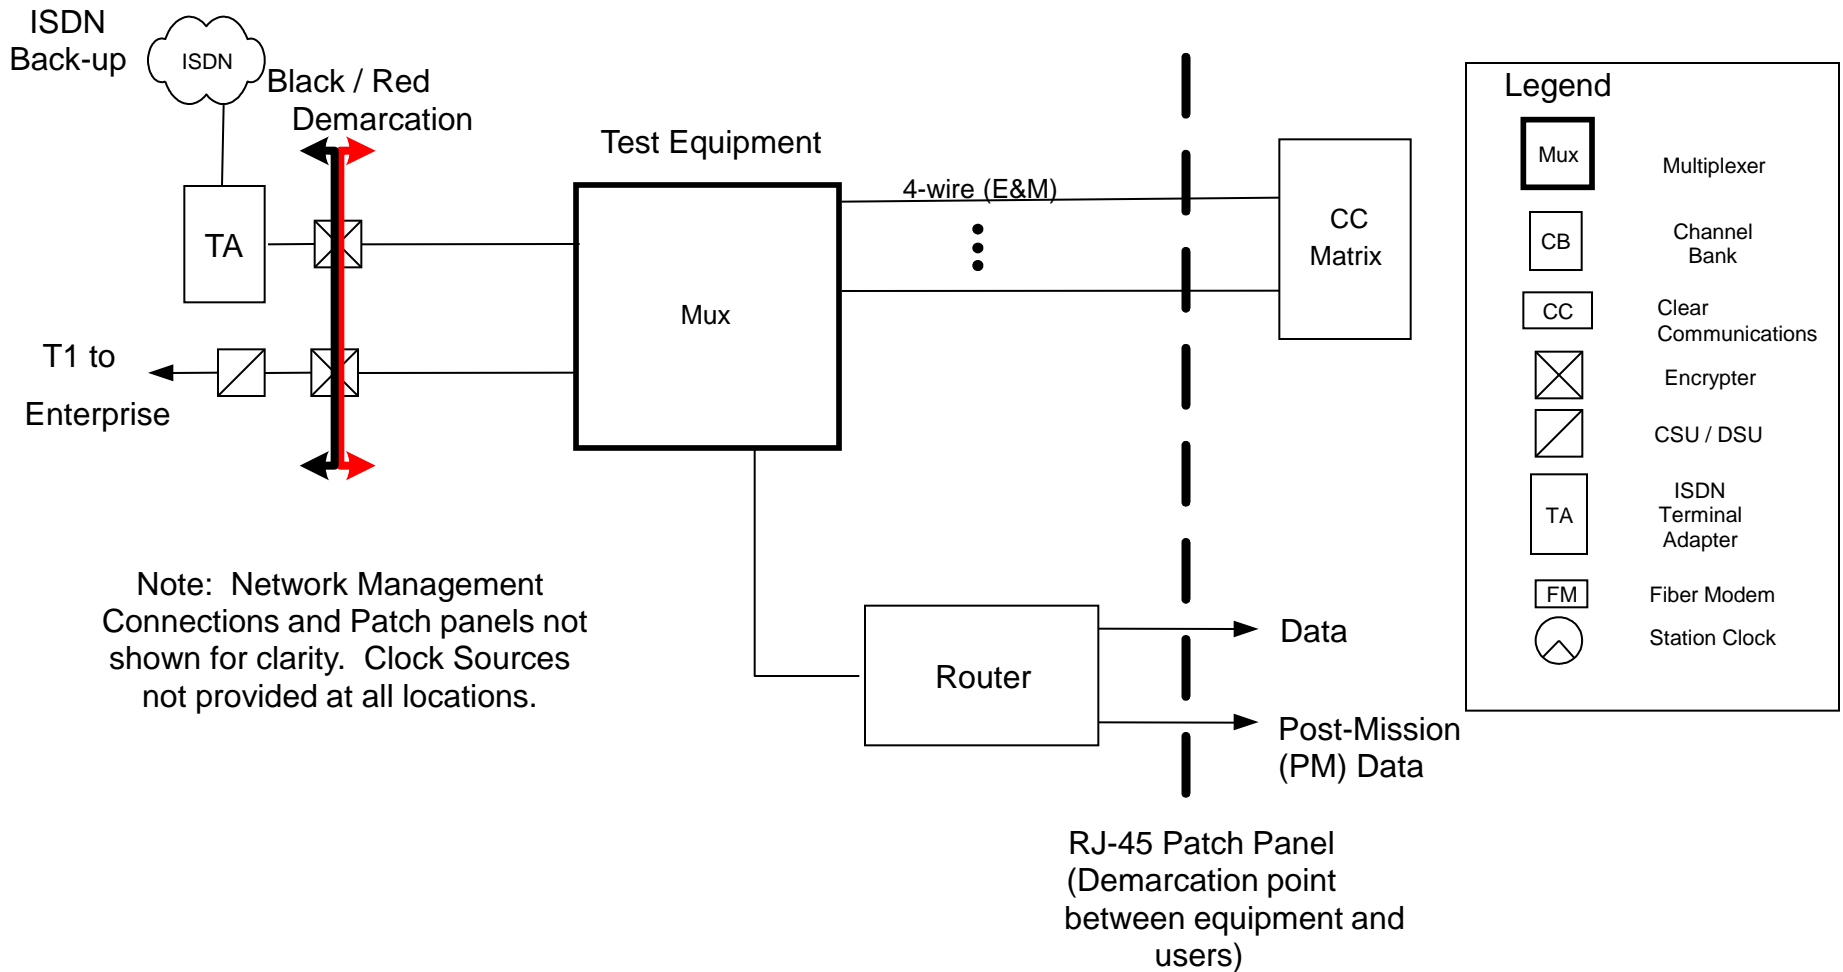 ISDN
Back-up
ISDN
Black / Red
Demarcation
Test Equipment
4-wire (E&M)
TA
Mux
CC
Matrix
T1 to
Enterprise
Note: Network Management
Connections and Patch panels not
shown for clarity. Clock Sources
not provided at all locations.
Router
Data
Post-Mission
(PM) Data
RJ-45 Patch Panel
(Demarcation point
between equipment and
users)
Legend
Mux
Multiplexer
CB
Channel
Bank
CC
Clear
Communications
Encrypter
CSU / DSU
TA
ISDN
Terminal
Adapter
FM
Fiber Modem
Station Clock